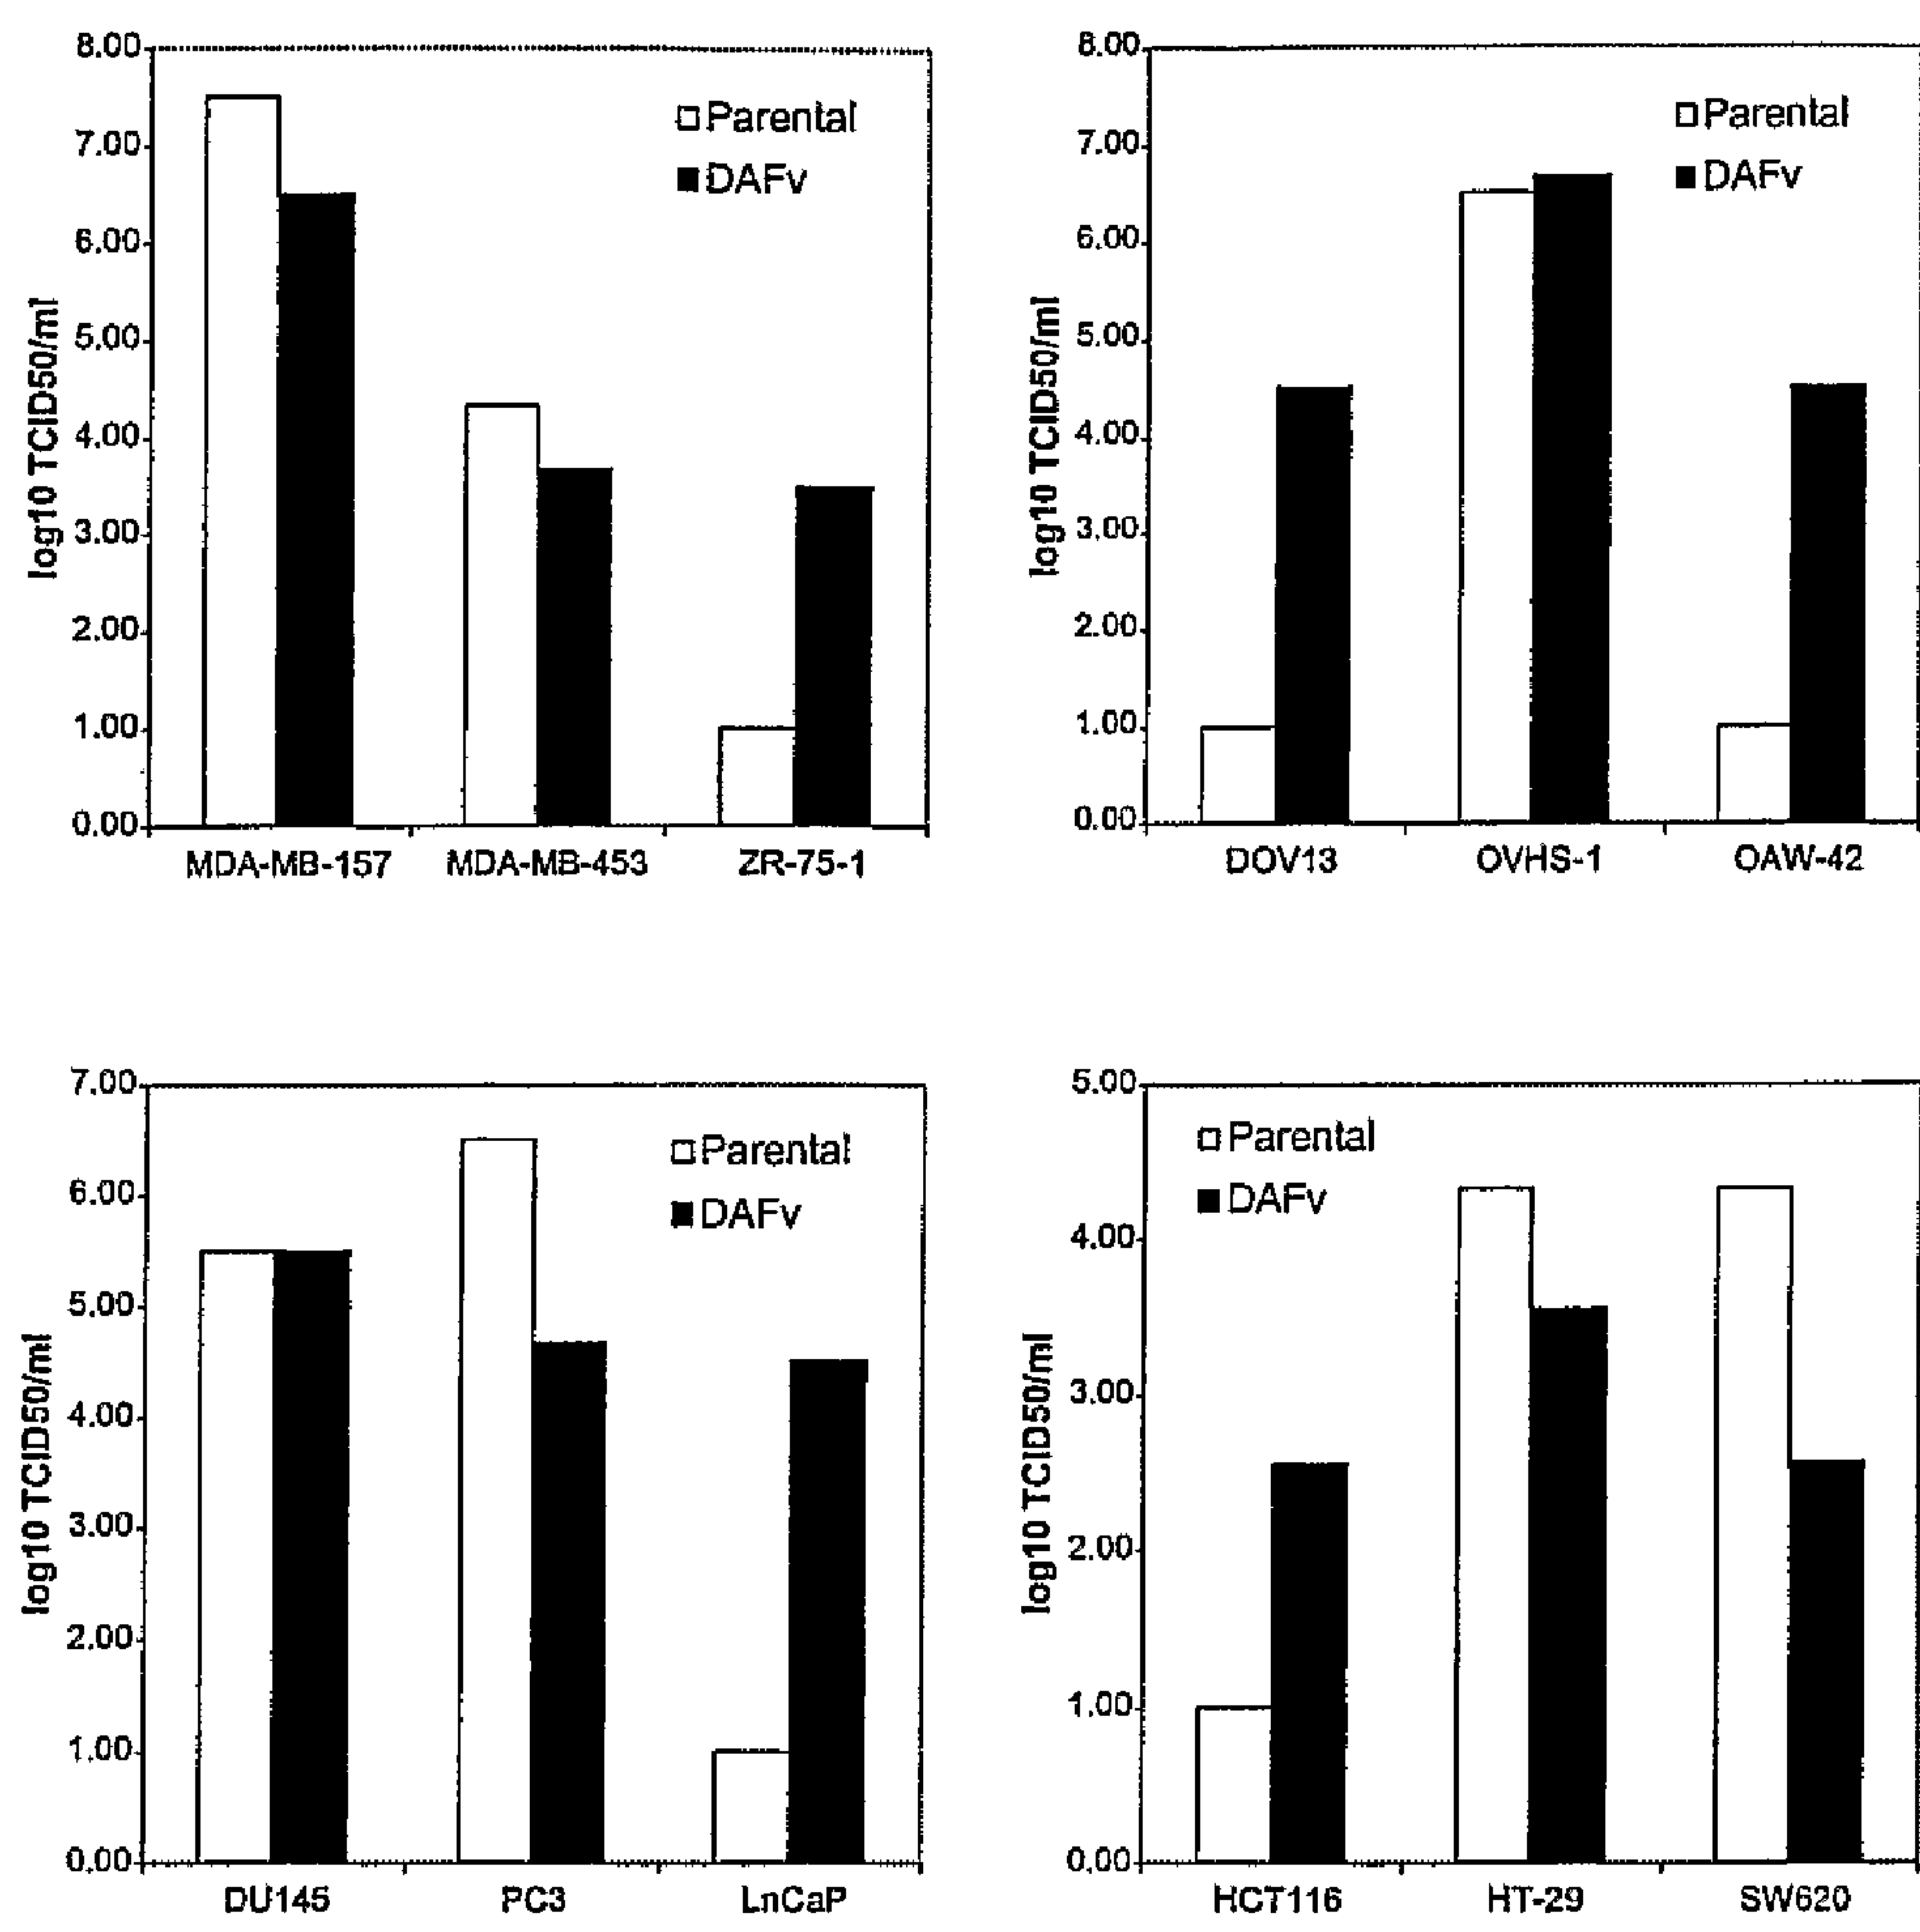 8.00
7.00
6.00
5.00
4.00
3.00
2.00
1.00
0.00
log10 TCID50/ml
Parental
DAFv
MDA-MB-157 MDA-MB-453 ZR-75-1
8.00
7.00
6.00
5.00
4.00
3.00
2.00
1.00
0.00
log10 TCID50/ml
Parental
DAFv
DOV13 OVHS-1 OAW-42
7.00
6.00
5.00
4.00
3.00
2.00
1.00
0.00
log10 TCID50/ml
Parental
DAFv
DU145 PC3 LnCaP
5.00
4.00
3.00
2.00
1.00
0.00
log10 TCID50/ml
Parental
DAFv
HCT116 HT-29 SW620